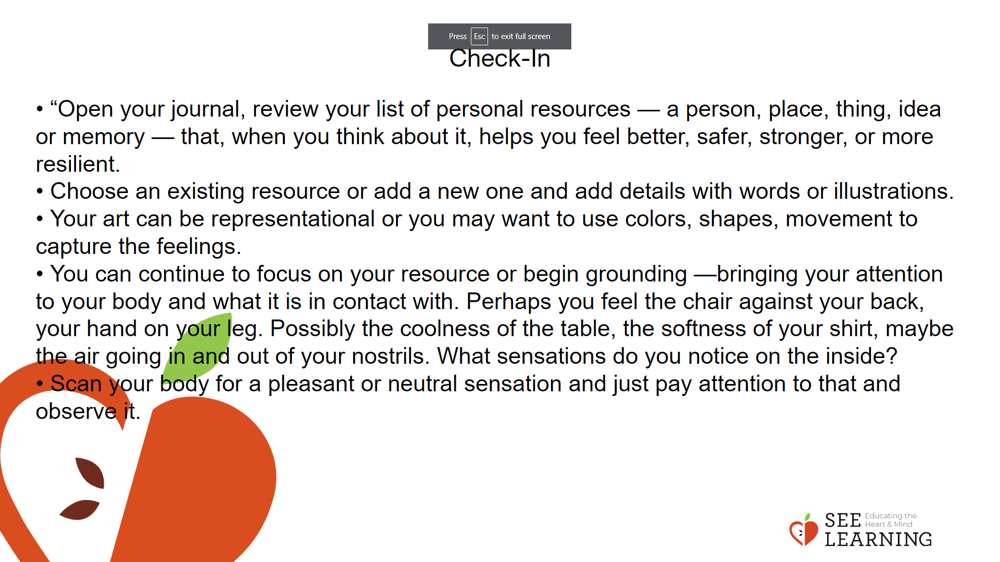 Press Esc to exit full screen
Check-In
• “Open your journal, review your list of personal resources — a person, place, thing, idea
or memory — that, when you think about it, helps you feel better, safer, stronger, or more
resilient.
• Choose an existing resource or add a new one and add details with words or illustrations.
• Your art can be representational or you may want to use colors, shapes, movement to
capture the feelings.
• You can continue to focus on your resource or begin grounding —bringing your attention
to your body and what it is in contact with. Perhaps you feel the chair against your back,
your hand on your leg. Possibly the coolness of the table, the softness of your shirt, maybe
the air going in and out of your nostrils. What sensations do you notice on the inside?
• Scan your body for a pleasant or neutral sensation and just pay attention to that and
observe it.
SEE
Educating the
Heart & Mind
LEARNING